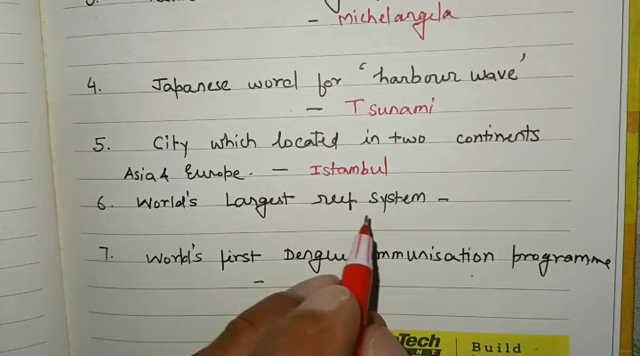 - Michelangela
4. Japanese word for 'harbour wave'
- Tsunami
5. City which located in two continents
Asia & Europe. - Istambul
6. World's Largest reef system -
7. World's first Dengue immunisation programme
-
Tech
Build